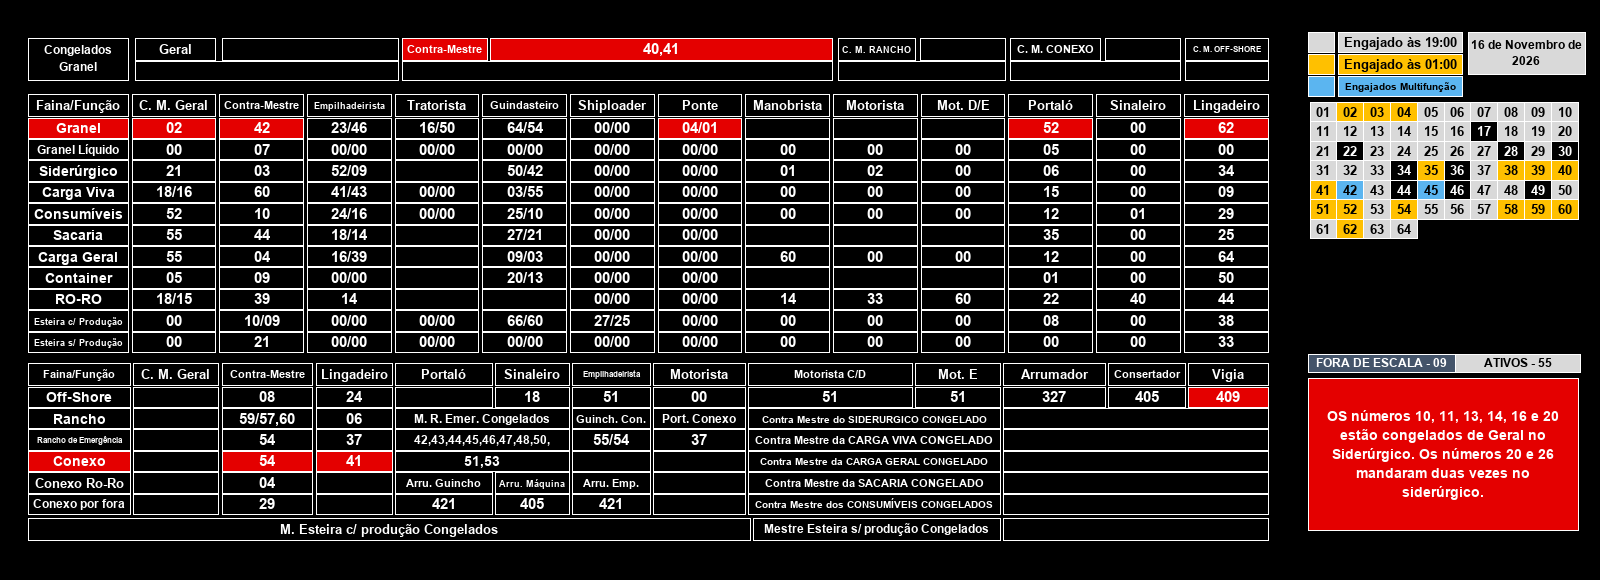 Congelados Granel Geral Contra-Mestre 40,41 C. M. RANCHO C. M. CONEXO C. M. OFF-SHORE
Faina/Função C. M. Geral Contra-Mestre Empilhadeirista Tratorista Guindasteiro Shiploader Ponte Manobrista Motorista Mot. D/E Portaló Sinaleiro Lingadeiro
Granel 02 42 23/46 16/50 64/54 00/00 04/01 52 00 62
Granel Líquido 00 07 00/00 00/00 00/00 00/00 00/00 00 00 00 05 00 00
Siderúrgico 21 03 52/09 50/42 00/00 00/00 01 02 00 06 00 34
Carga Viva 18/16 60 41/43 00/00 03/55 00/00 00/00 00 00 00 15 00 09
Consumíveis 52 10 24/16 00/00 25/10 00/00 00/00 00 00 00 12 01 29
Sacaria 55 44 18/14 27/21 00/00 00/00 35 00 25
Carga Geral 55 04 16/39 09/03 00/00 00/00 60 00 00 12 00 64
Container 05 09 00/00 20/13 00/00 00/00 01 00 50
RO-RO 18/15 39 14 00/00 00/00 14 33 60 22 40 44
Esteira c/ Produção 00 10/09 00/00 00/00 66/60 27/25 00/00 00 00 00 08 00 38
Esteira s/ Produção 00 21 00/00 00/00 00/00 00/00 00/00 00 00 00 00 00 33
Faina/Função C. M. Geral Contra-Mestre Lingadeiro Portaló Sinaleiro Empilhadeirista Motorista Motorista C/D Mot. E Arrumador Consertador Vigia
Off-Shore 08 24 18 51 00 51 51 327 405 409
Rancho 59/57,60 06 M. R. Emer. Congelados Guinch. Con. Port. Conexo Contra Mestre do SIDERURGICO CONGELADO
Rancho de Emergência 54 37 42,43,44,45,46,47,48,50, 55/54 37 Contra Mestre da CARGA VIVA CONGELADO
Conexo 54 41 51,53 Contra Mestre da CARGA GERAL CONGELADO
Conexo Ro-Ro 04 Arru. Guincho Arru. Máquina Arru. Emp. Contra Mestre da SACARIA CONGELADO
Conexo por fora 29 421 405 421 Contra Mestre dos CONSUMÍVEIS CONGELADOS
M. Esteira c/ produção Congelados Mestre Esteira s/ produção Congelados
Engajado às 19:00
Engajado às 01:00
Engajados Multifunção
16 de Novembro de
2026
01 02 03 04 05 06 07 08 09 10
11 12 13 14 15 16 17 18 19 20
21 22 23 24 25 26 27 28 29 30
31 32 33 34 35 36 37 38 39 40
41 42 43 44 45 46 47 48 49 50
51 52 53 54 55 56 57 58 59 60
61 62 63 64
FORA DE ESCALA - 09 ATIVOS - 55
OS números 10, 11, 13, 14, 16 e 20
estão congelados de Geral no
Siderúrgico. Os números 20 e 26
mandaram duas vezes no
siderúrgico.